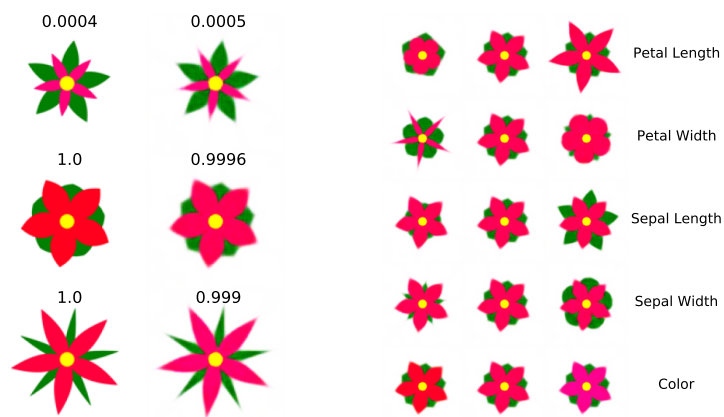 0.0004 0.0005
1.0 0.9996
1.0 0.999
Petal Length
Petal Width
Sepal Length
Sepal Width
Color